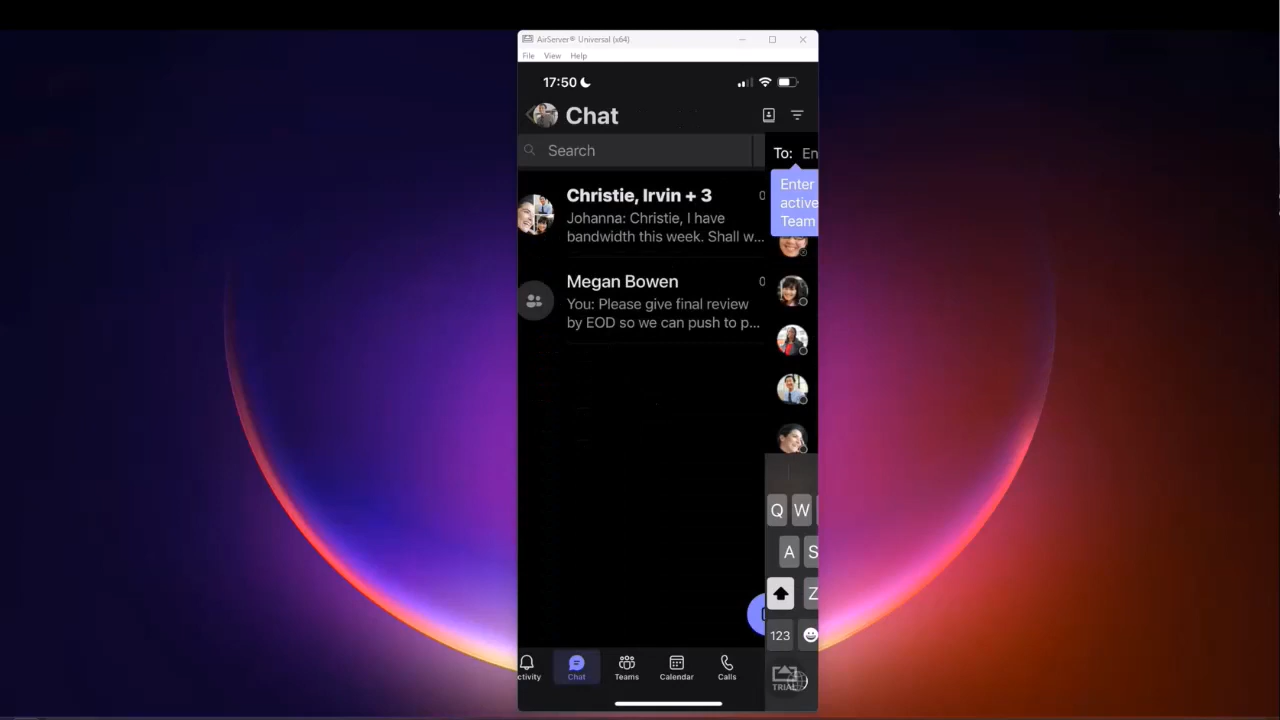 AirServer® Universal (x64)
File View Help
17:50
Chat
Search
To: En
Enter
active
Team
Christie, Irvin + 3
Johanna: Christie, I have
bandwidth this week. Shall w...
Megan Bowen
You: Please give final review
by EOD so we can push to p...
Q W
A S
Z
123
ctivity Chat Teams Calendar Calls
TRIAL